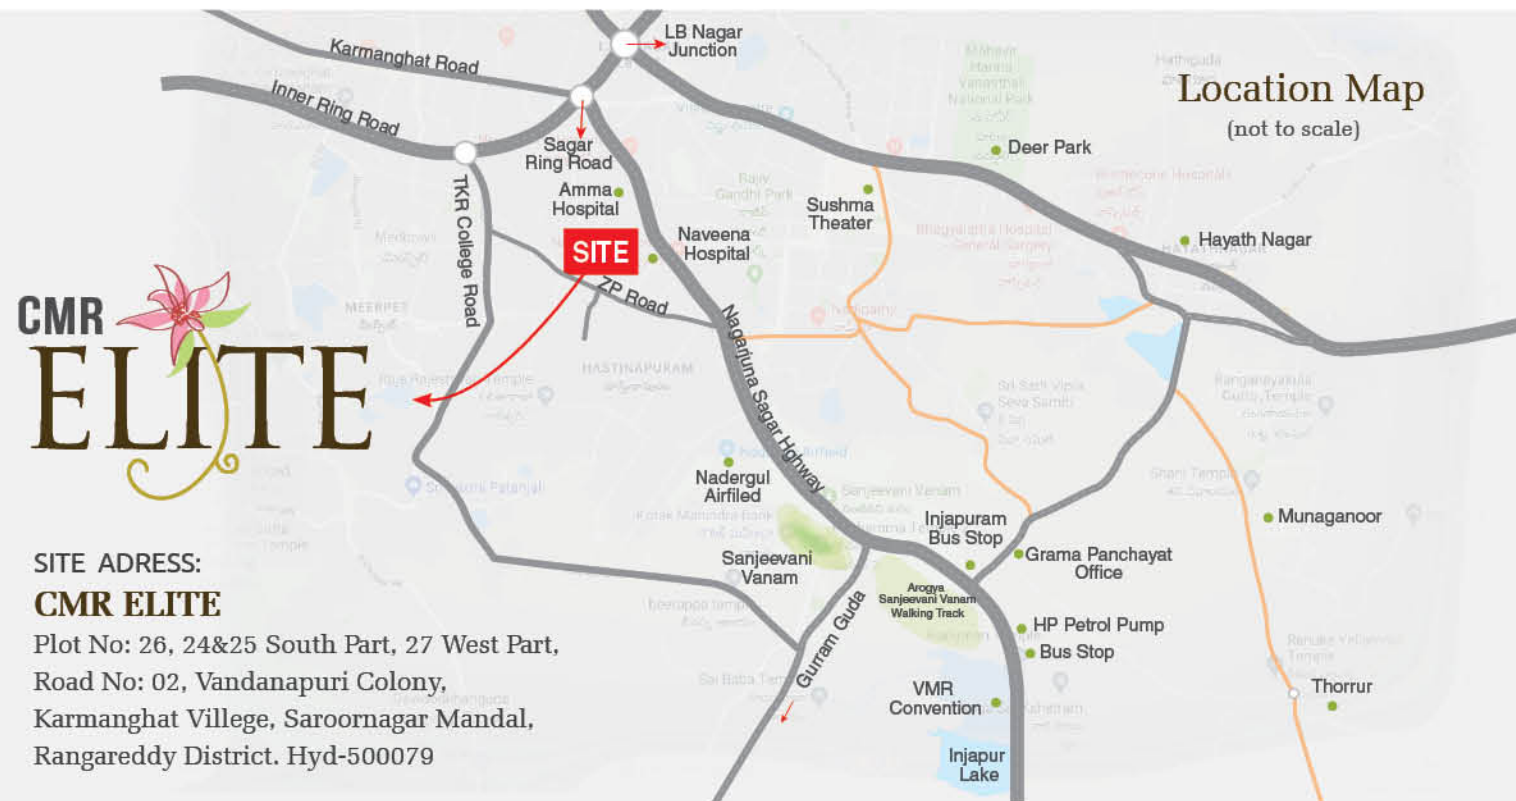 LB Nagar
Junction
Karmanghat Road
Location Map
(not to scale)
Inner Ring Road
Sagar
Ring Road
Deer Park
TKR College Road
Amma
Hospital
Sushma
Theater
Naveena
Hospital
Hayath Nagar
SITE
ZP Road
CMR
ELITE
MEERPET
HASTINAPURAM
Nagarjuna Sagar Hghway
Nadergul
Airfiled
Injapuram
Bus Stop
Munaganoor
Sanjeevani
Vanam
Grama Panchayat
Office
Arogya
Sanjeevani Vanam
Walking Track
HP Petrol Pump
Bus Stop
Gurram Guda
VMR
Convention
Thorrur
Injapur
Lake
SITE ADRESS:
CMR ELITE
Plot No: 26, 24&25 South Part, 27 West Part,
Road No: 02, Vandanapuri Colony,
Karmanghat Villege, Saroornagar Mandal,
Rangareddy District. Hyd-500079